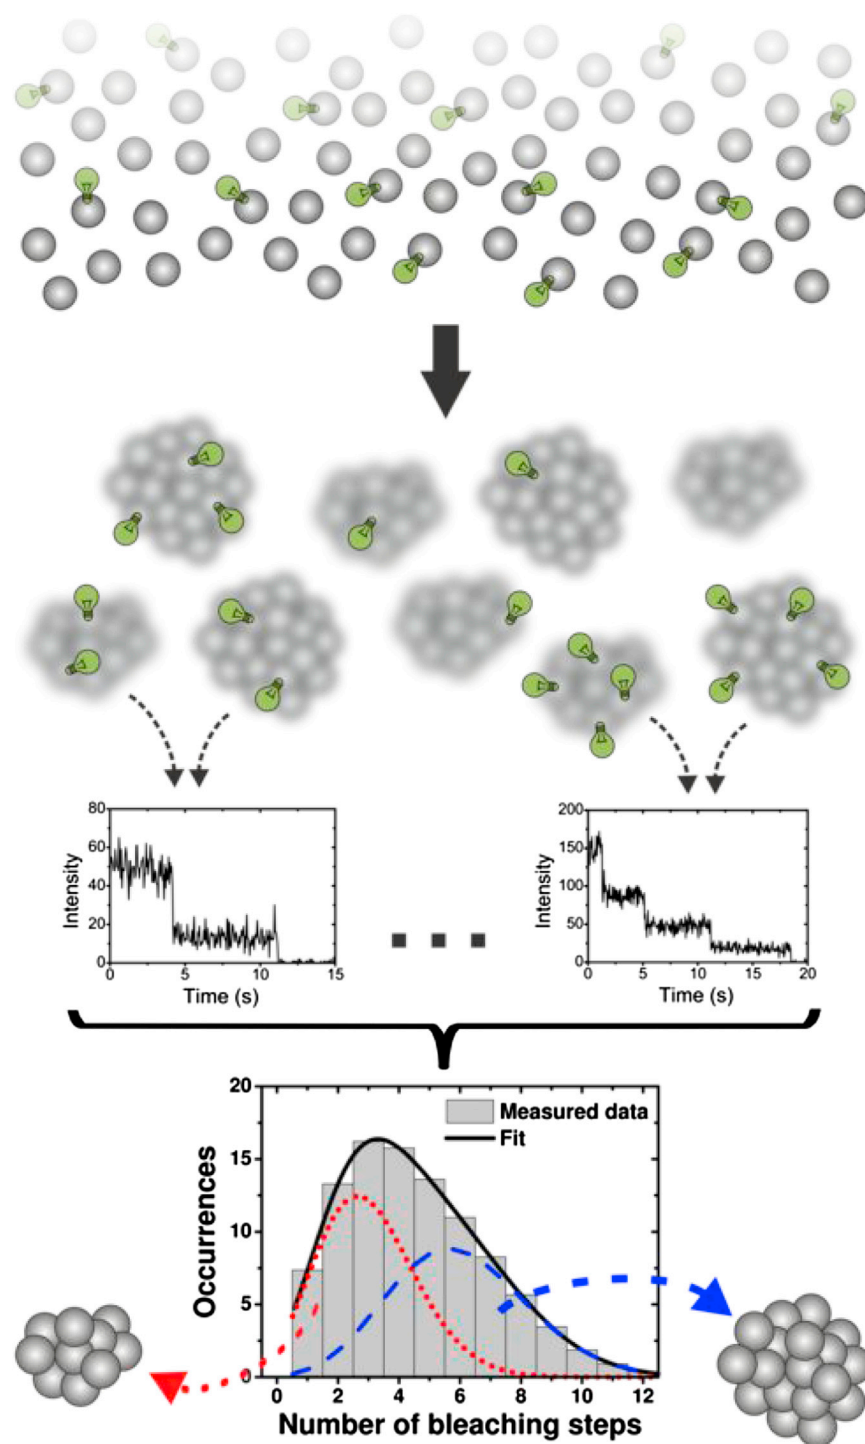 80
60
40
20
0
Intensity
0 5 10 15
Time (s)
200
150
100
50
0
Intensity
0 5 10 15 20
Time (s)
20
15
10
5
0
Occurrences
Measured data
Fit
0 2 4 6 8 10 12
Number of bleaching steps